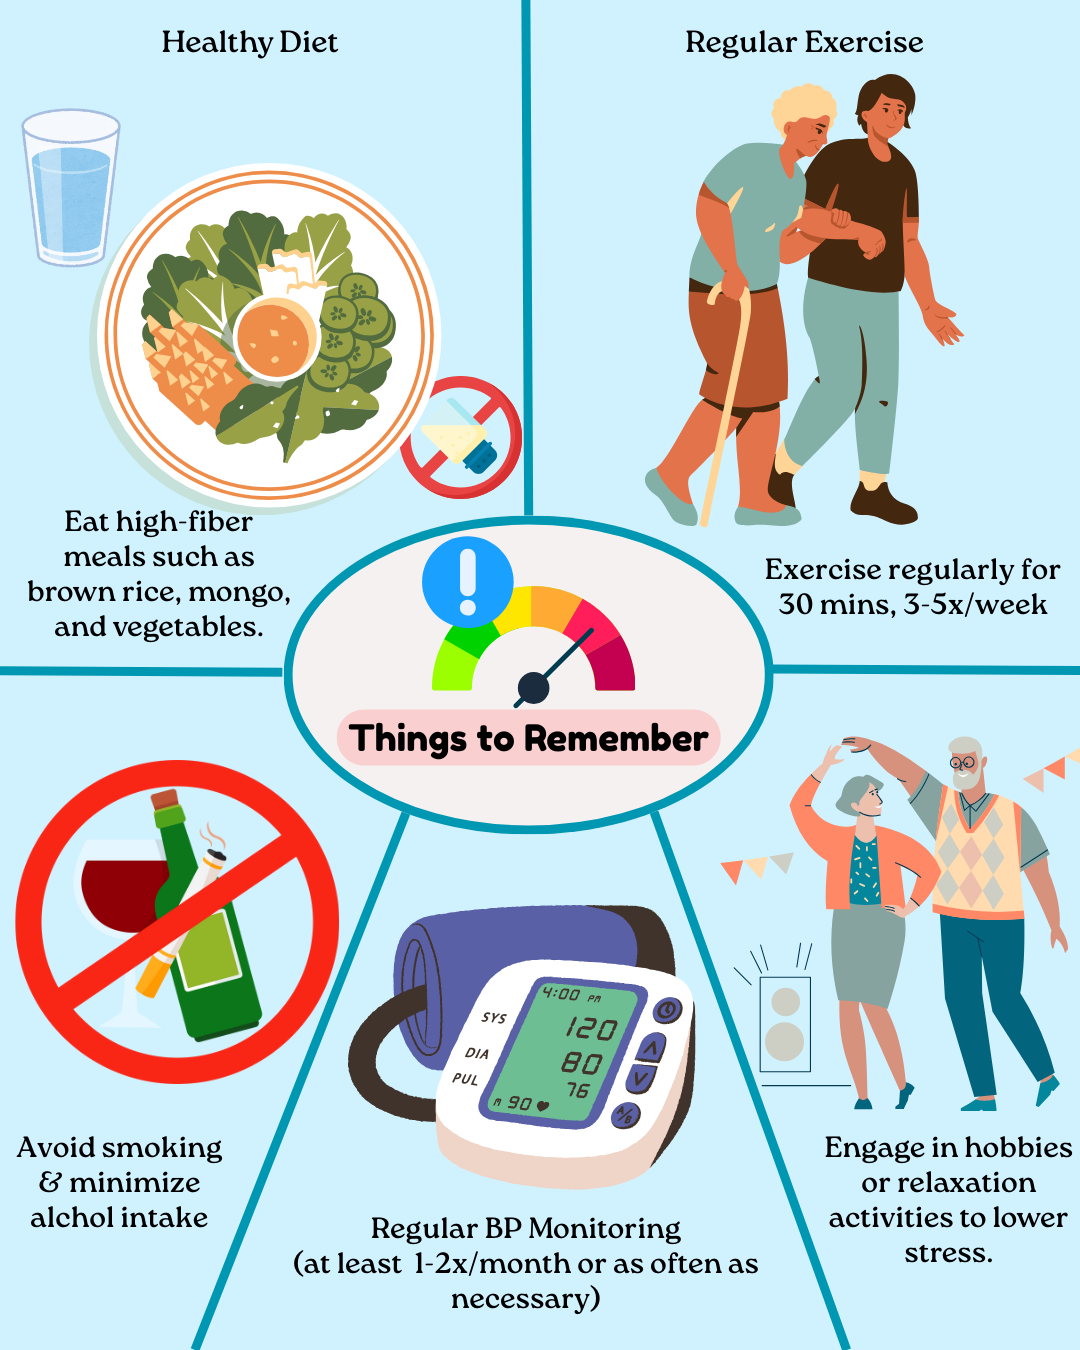 Healthy Diet
Regular Exercise
Eat high-fiber
meals such as
brown rice, mongo,
and vegetables.
Exercise regularly for
30 mins, 3-5x/week
Things to Remember
4:00 PM
SYS
120
DIA
80
PUL
76
M 90
A/B
Avoid smoking
& minimize
alchol intake
Regular BP Monitoring
(at least 1-2x/month or as often as
necessary)
Engage in hobbies
or relaxation
activities to lower
stress.